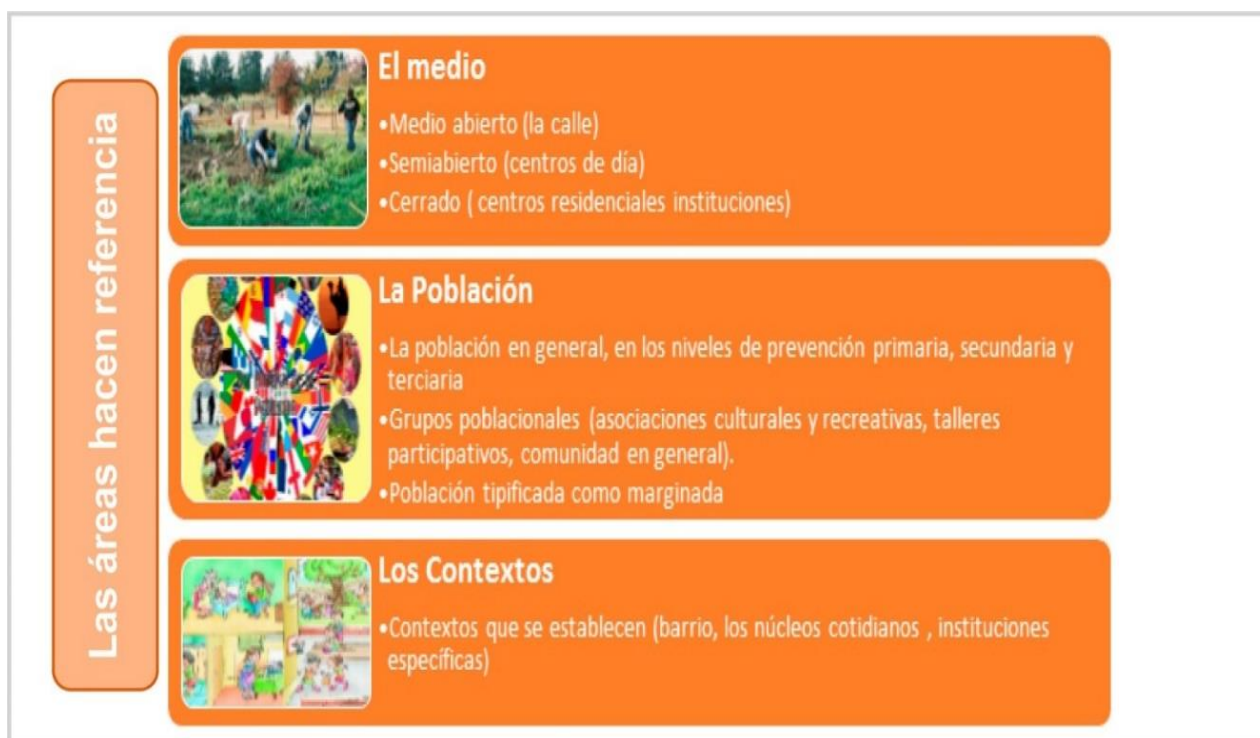 Las áreas hacen referencia
El medio
•Medio abierto (la calle)
•Semiabierto (centros de día)
•Cerrado ( centros residenciales instituciones)
La Población
•La población en general, en los niveles de prevención primaria, secundaria y
terciaria
•Grupos poblacionales (asociaciones culturales y recreativas, talleres
participativos, comunidad en general).
•Población tipificada como marginada
Los Contextos
•Contextos que se establecen (barrio, los núcleos cotidianos , instituciones
específicas)